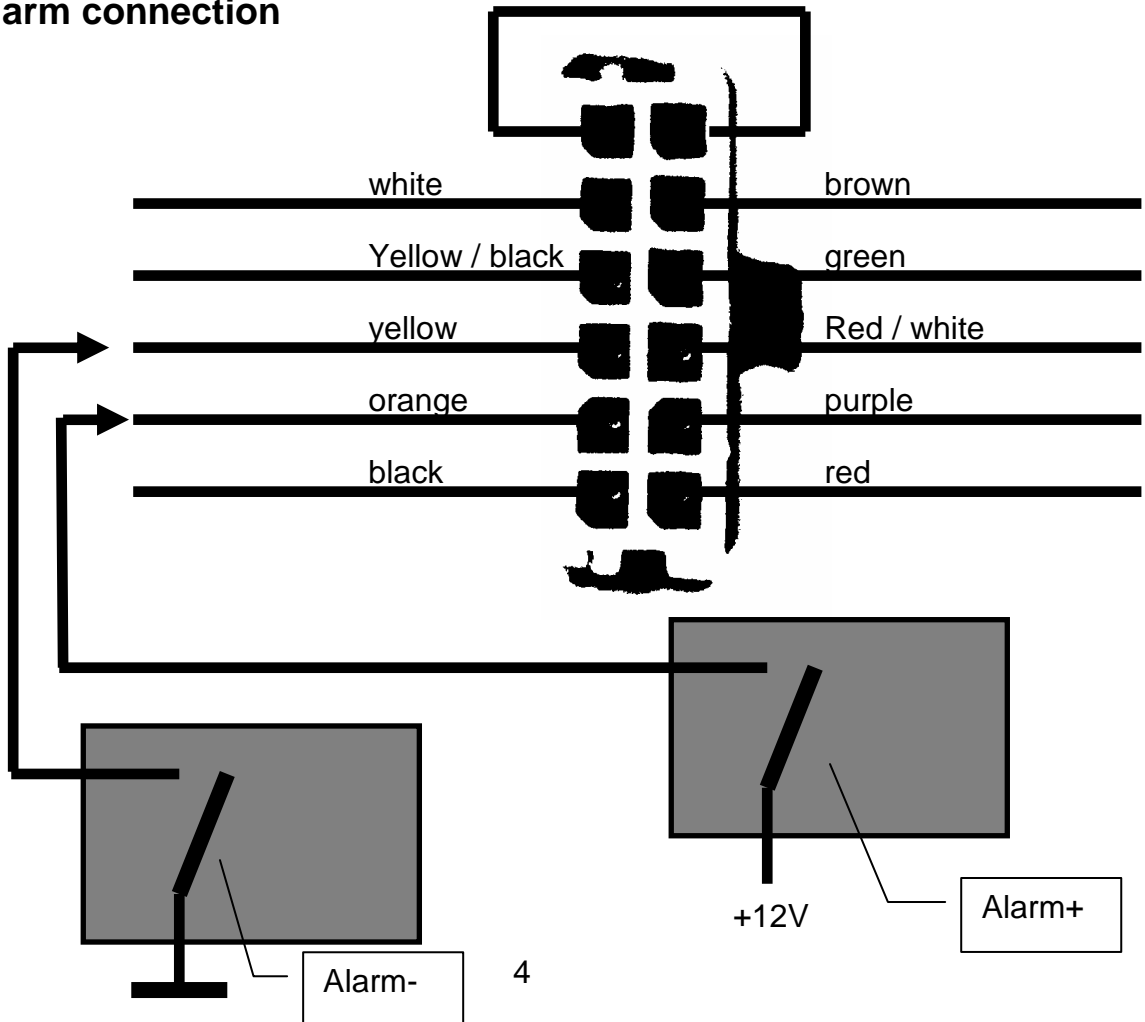 arm connection
white
brown
Yellow / black
green
yellow
Red / white
orange
purple
black
red
+12V
Alarm+
Alarm-
4